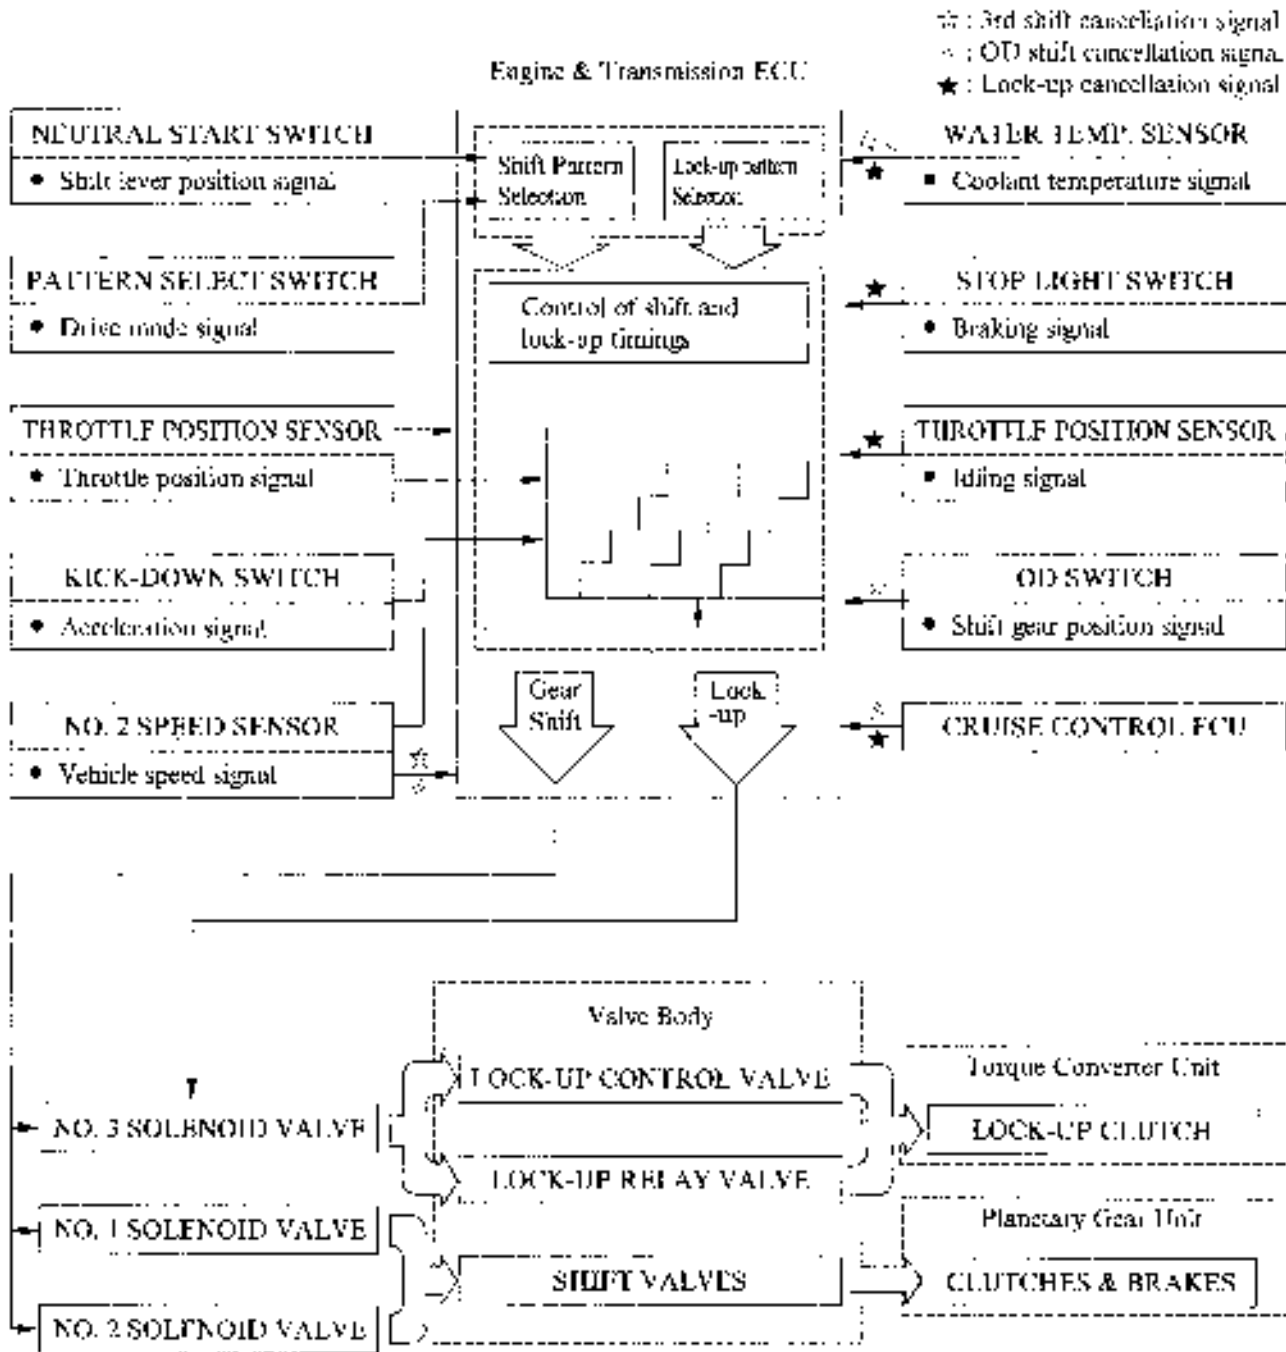 ☆ : 3rd shift cancellation signal
: OD shift cancellation signal
★ : Lock-up cancellation signal
Engine & Transmission ECU
NEUTRAL START SWITCH
• Shift lever position signal
Shift Pattern
Selection
Lock-up pattern
Selection
WATER TEMP. SENSOR
• Coolant temperature signal
PATTERN SELECT SWITCH
• Drive mode signal
Control of shift and
lock-up timings
STOP LIGHT SWITCH
• Braking signal
THROTTLE POSITION SENSOR
• Throttle position signal
THROTTLE POSITION SENSOR
• Idling signal
KICK-DOWN SWITCH
• Acceleration signal
OD SWITCH
• Shift gear position signal
NO. 2 SPEED SENSOR
• Vehicle speed signal
Gear
Shift
Lock
-up
CRUISE CONTROL ECU
Valve Body
LOCK-UP CONTROL VALVE
Torque Converter Unit
NO. 3 SOLENOID VALVE
LOCK-UP CLUTCH
LOCK-UP RELAY VALVE
NO. 1 SOLENOID VALVE
Planetary Gear Unit
SHIFT VALVES
CLUTCHES & BRAKES
NO. 2 SOLENOID VALVE